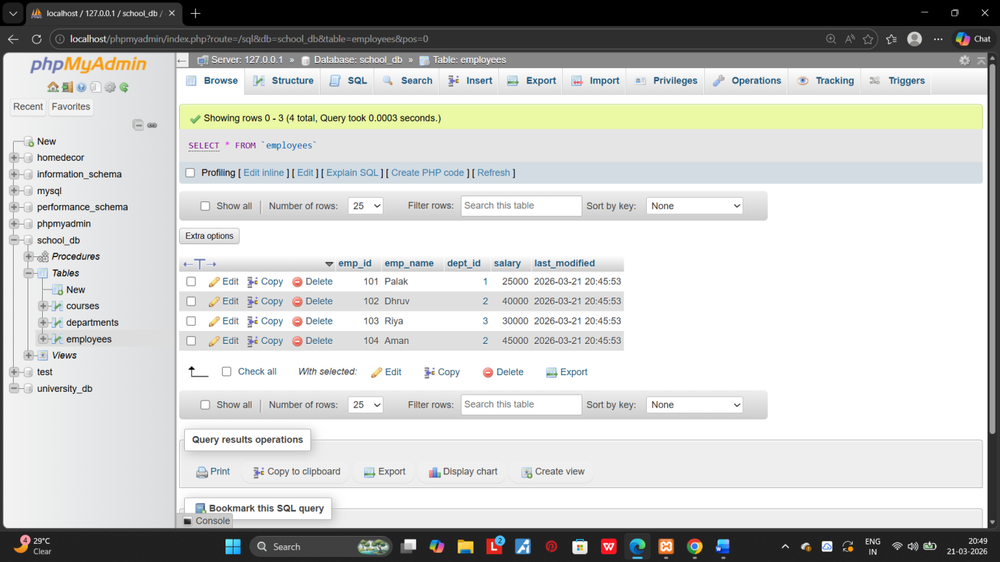 localhost / 127.0.0.1 / school_db /
localhost/phpmyadmin/index.php?route=/sql&db=school_db&table=employees&pos=0
Chat
phpMyAdmin
Recent Favorites
New
homedecor
information_schema
mysql
performance_schema
phpmyadmin
school_db
Procedures
Tables
New
courses
departments
employees
Views
test
university_db
Server: 127.0.0.1 » Database: school_db » Table: employees
Browse Structure SQL Search Insert Export Import Privileges Operations Tracking Triggers
Showing rows 0 - 3 (4 total, Query took 0.0003 seconds.)
SELECT * FROM `employees`
Profiling [ Edit inline ] [ Edit ] [ Explain SQL ] [ Create PHP code ] [ Refresh ]
Show all | Number of rows: 25 Filter rows: Search this table Sort by key: None
Extra options
emp_id emp_name dept_id salary last_modified
Edit Copy Delete 101 Palak 1 25000 2026-03-21 20:45:53
Edit Copy Delete 102 Dhruv 2 40000 2026-03-21 20:45:53
Edit Copy Delete 103 Riya 3 30000 2026-03-21 20:45:53
Edit Copy Delete 104 Aman 2 45000 2026-03-21 20:45:53
Check all With selected: Edit Copy Delete Export
Show all | Number of rows: 25 Filter rows: Search this table Sort by key: None
Query results operations
Print Copy to clipboard Export Display chart Create view
Bookmark this SQL query
Console
4 29°C
Clear
Search
L 2
W
W
ENG
IN
20:49
21-03-2026